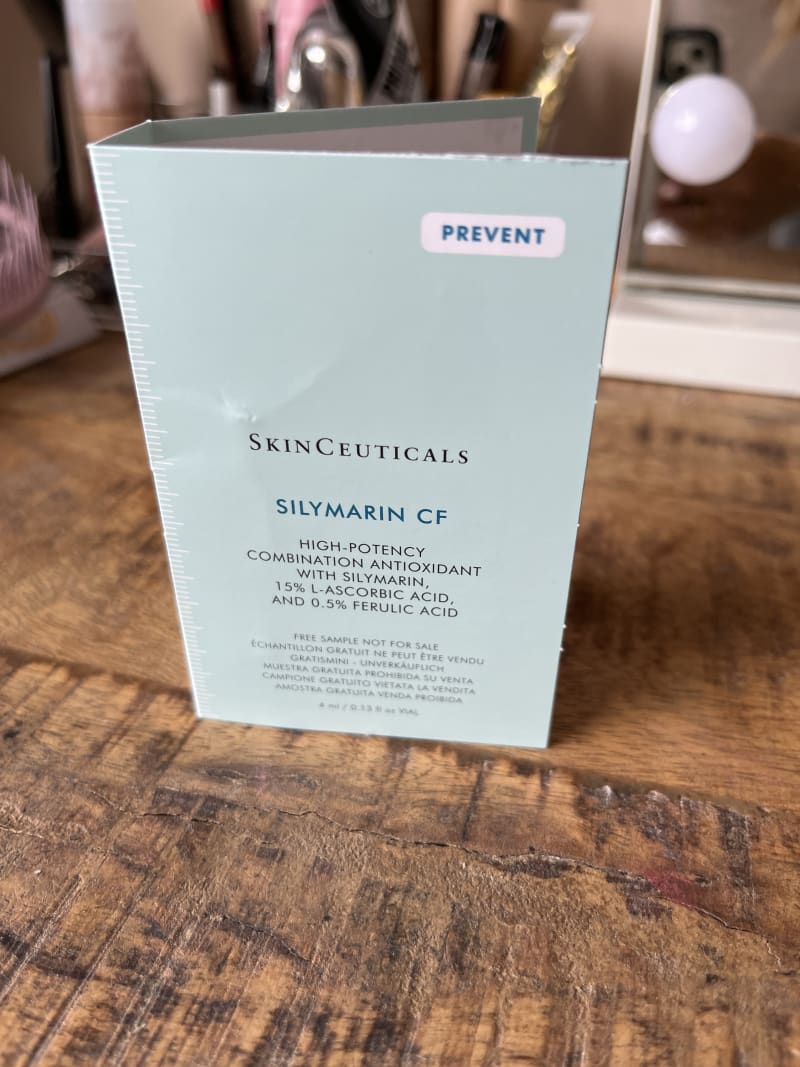 PREVENT
SKINCEUTICALS
SILYMARIN CF
HIGH-POTENCY
COMBINATION ANTIOXIDANT
WITH SILYMARIN,
15% L-ASCORBIC ACID,
AND 0.5% FERULIC ACID
FREE SAMPLE NOT FOR SALE
ÉCHANTILLON GRATUIT NE PEUT ÊTRE VENDU
GRATISMINI - UNVERKÄUFLICH
MUESTRA GRATUITA PROHIBIDA SU VENTA
CAMPIONE GRATUITO VIETATA LA VENDITA
AMOSTRA GRATUITA VENDA PROIBIDA
4 ml / 0.13 fl oz VIAL